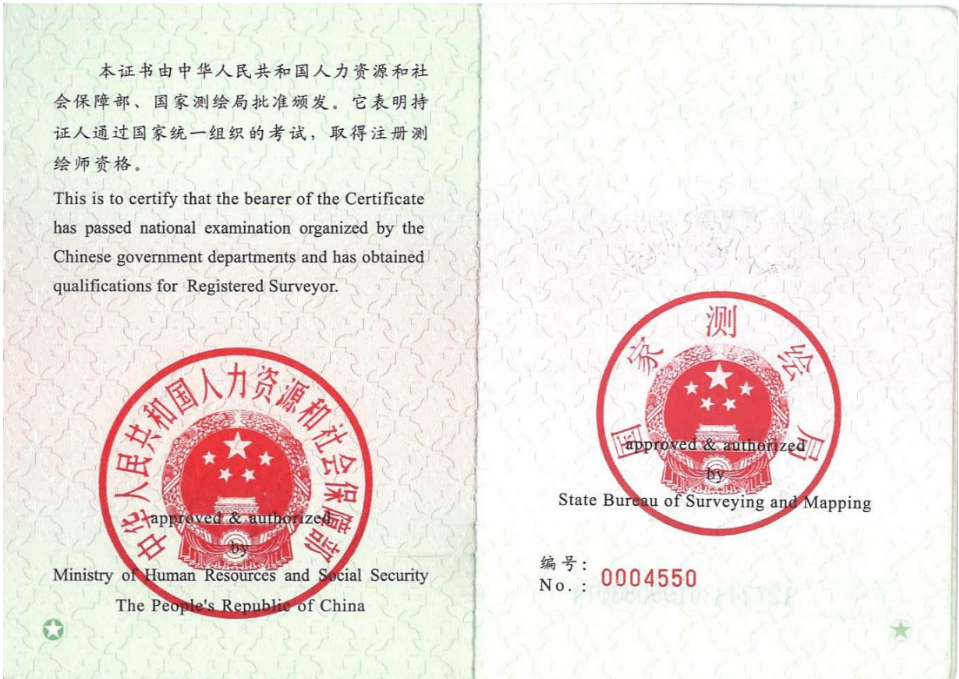 本证书由中华人民共和国人力资源和社
会保障部、国家测绘局批准颁发。它表明持
证人通过国家统一组织的考试，取得注册测
绘师资格。
This is to certify that the bearer of the Certificate
has passed national examination organized by the
Chinese government departments and has obtained
qualifications for Registered Surveyor.
中华人民共和国人力资源和社会保障部
approved & authorized
by
Ministry of Human Resources and Social Security
The People's Republic of China
国家测绘局
approved & authorized
by
State Bureau of Surveying and Mapping
编号：
No.: 0004550